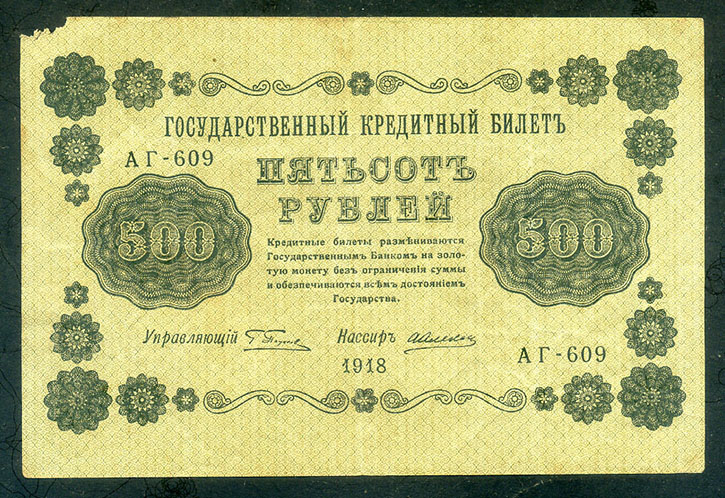 ГОСУДАРСТВЕННЫЙ КРЕДИТНЫЙ БИЛЕТЪ
АГ-609
ПЯТЬСОТЪ
РУБЛЕЙ
500
500
Кредитные билеты размѣниваются
Государственнымъ Банкомъ на золо-
тую монету безъ ограниченія суммы
и обезпечиваются всѣмъ достояніемъ
Государства.
Управляющій
Кассиръ
1918
АГ-609